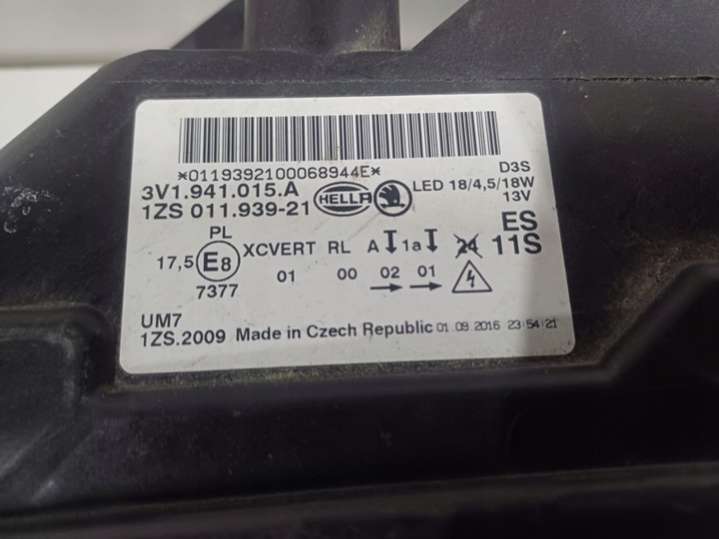 *0119392100068944E*
D3S
3V1.941.015.A HELLA LED 18/4,5/18W
1ZS 011.939-21 13V
ES
PL
17,5 E8 XCVERT RL A 1a 24 11S
7377 01 00 02 01
UM7
1ZS.2009 Made in Czech Republic 01.09.2016 23:54:21